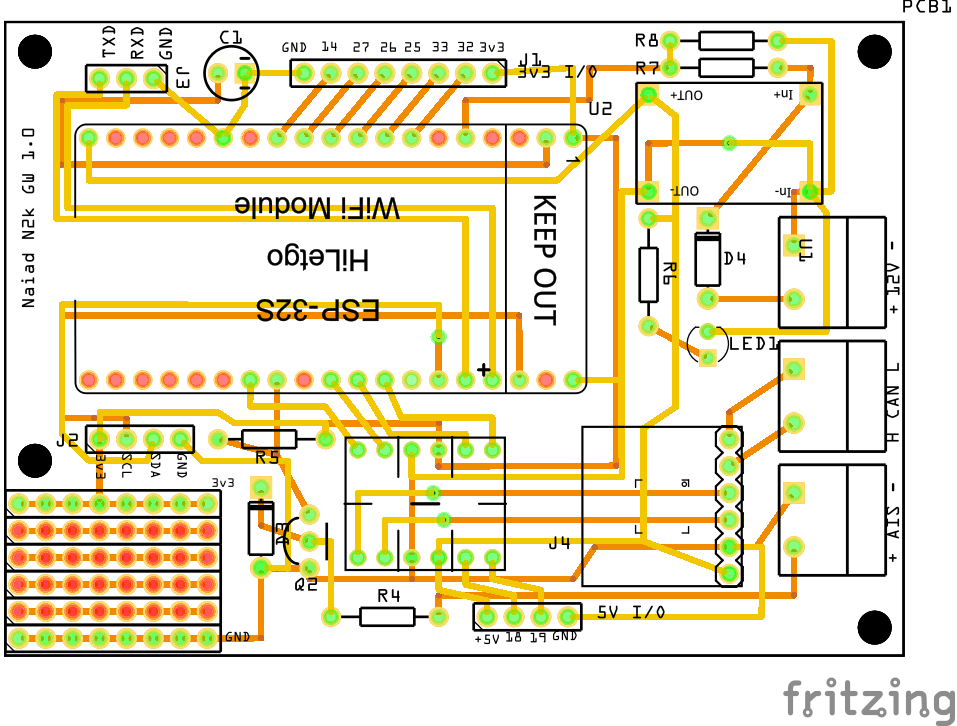 PCB1
TXD
RXD
GND
J3
C1
GND 14 27 26 25 33 32 3v3
J1
3v3 I/O
R8
R7
U2
OUT+
In+
OUT-
In-
1
Naiad N2k GW 1.0
WiFi Module
HiLetgo
ESP-32S
KEEP OUT
+
R6
D4
U1
+ 12V -
LED1
H CAN L
J2
3v3
SCL
SDA
GND
R5
3v3
D3
Q2
J4
+ A12 -
R4
5V I/O
+5V 18 19 GND
GND
fritzing